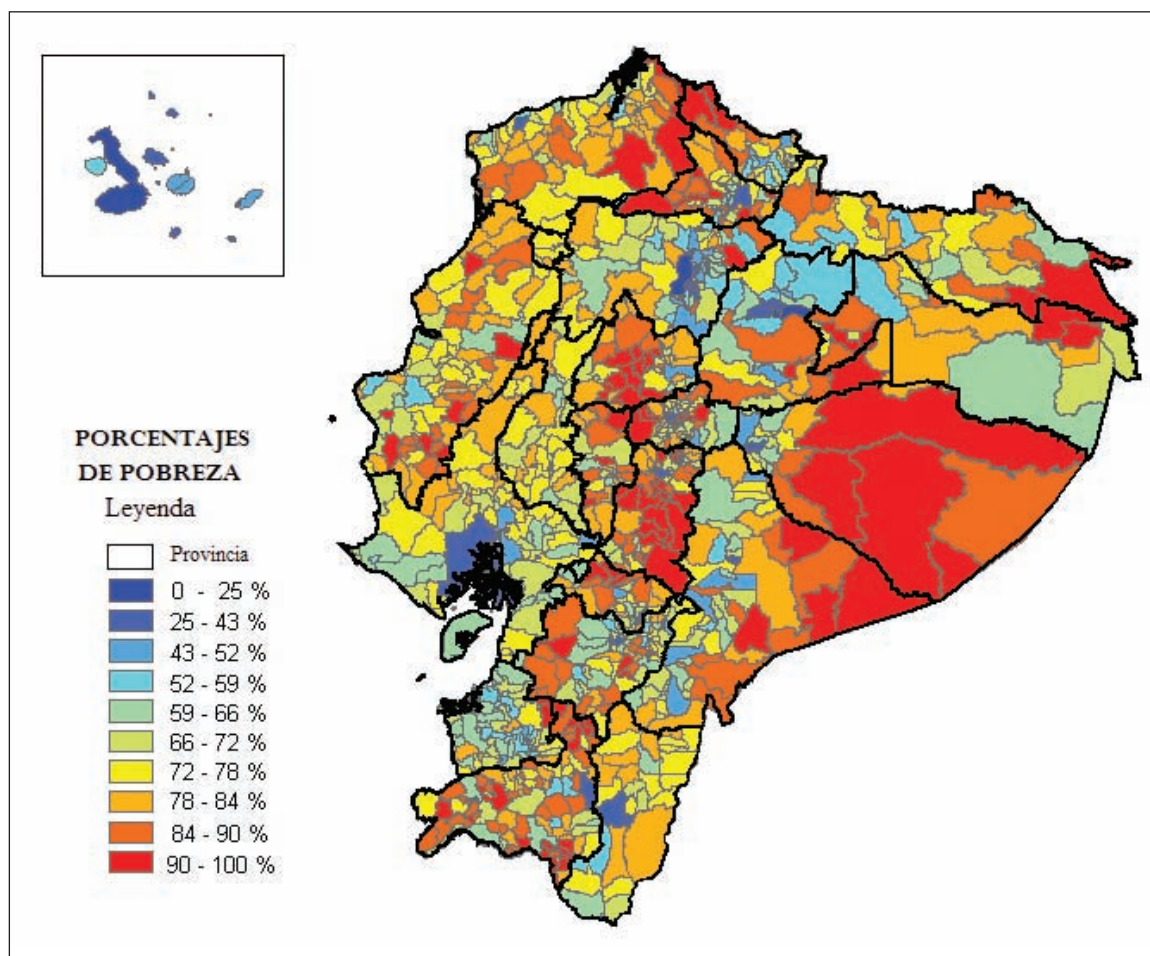 PORCENTAJES
DE POBREZA
Leyenda
Provincia
0 - 25 %
25 - 43 %
43 - 52 %
52 - 59 %
59 - 66 %
66 - 72 %
72 - 78 %
78 - 84 %
84 - 90 %
90 - 100 %